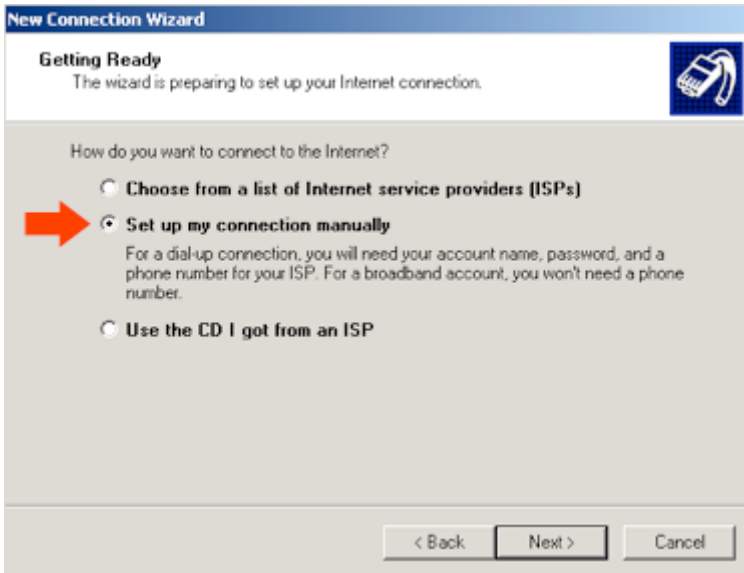 New Connection Wizard
Getting Ready
The wizard is preparing to set up your Internet connection.
How do you want to connect to the Internet?
Choose from a list of Internet service providers (ISPs)
Set up my connection manually
For a dial-up connection, you will need your account name, password, and a
phone number for your ISP. For a broadband account, you won't need a phone
number.
Use the CD I got from an ISP
< Back
Next >
Cancel